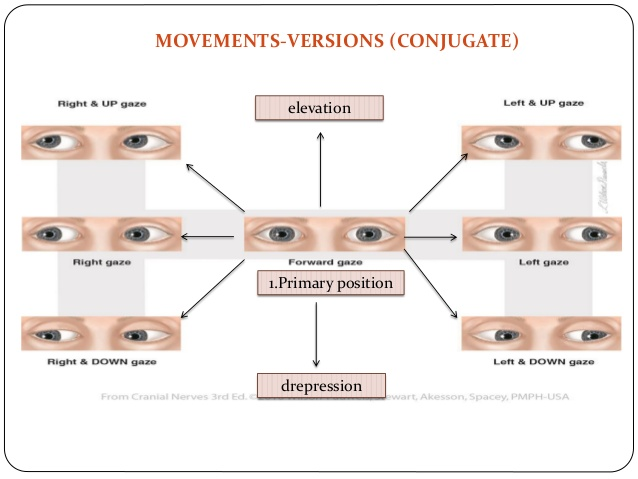 MOVEMENTS-VERSIONS (CONJUGATE)
Right & UP gaze
elevation
Left & UP gaze
Right gaze
Forward gaze
Left gaze
1.Primary position
Right & DOWN gaze
Left & DOWN gaze
drepression
From Cranial Nerves 3rd Ed. ewart, Akesson, Spacey, PMPH-USA